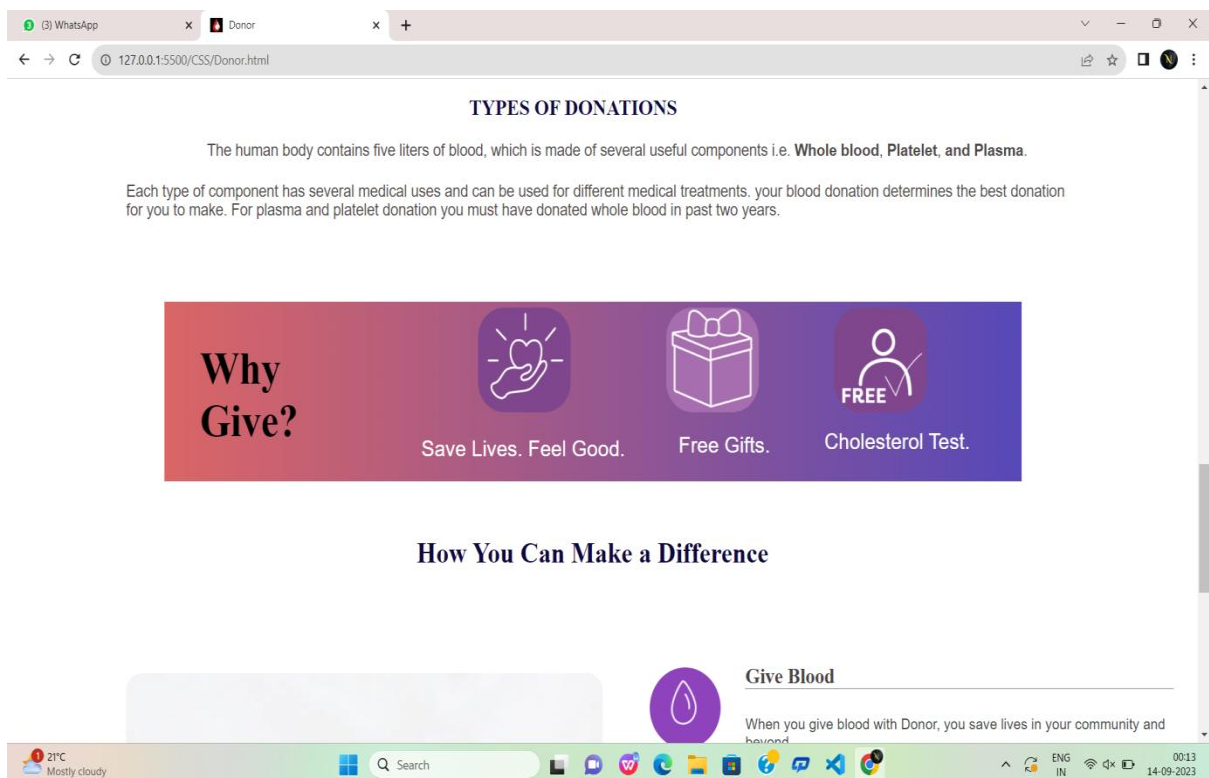 (3) WhatsApp
Donor
127.0.0.1:5500/CSS/Donor.html
TYPES OF DONATIONS
The human body contains five liters of blood, which is made of several useful components i.e. Whole blood, Platelet, and Plasma.
Each type of component has several medical uses and can be used for different medical treatments. your blood donation determines the best donation
for you to make. For plasma and platelet donation you must have donated whole blood in past two years.
Why
Give?
FREE
Save Lives. Feel Good.
Free Gifts.
Cholesterol Test.
How You Can Make a Difference
Give Blood
When you give blood with Donor, you save lives in your community and
beyond
1
21°C
Mostly cloudy
Search
ENG
IN
00:13
14-09-2023